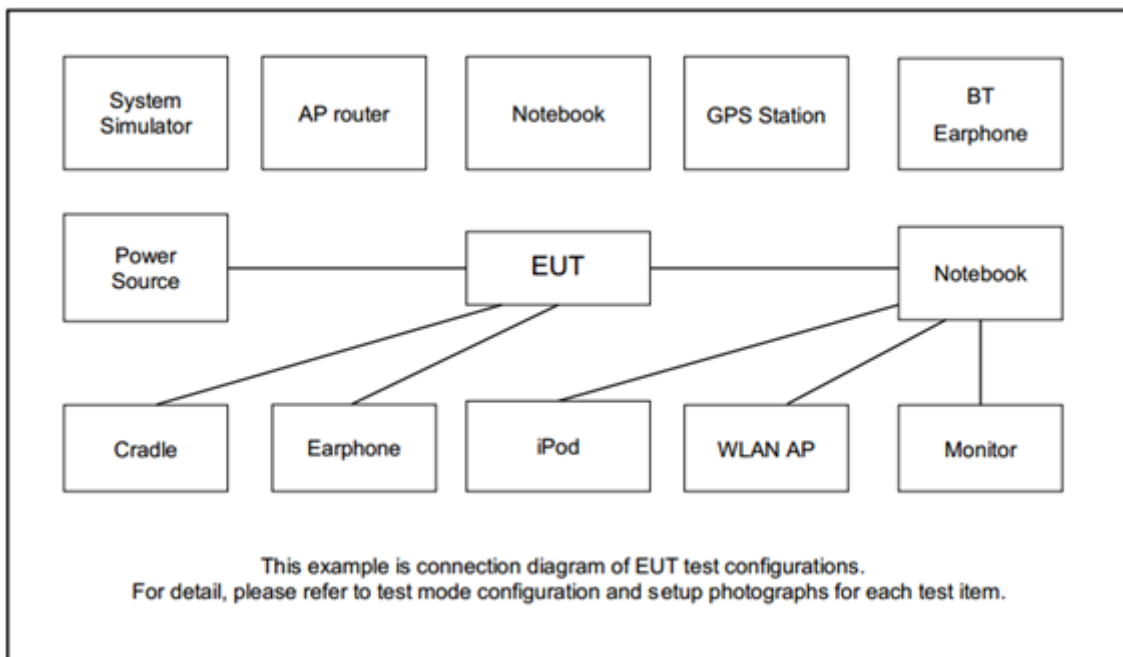 System
Simulator
AP router
Notebook
GPS Station
BT
Earphone
Power
Source
EUT
Notebook
Cradle
Earphone
iPod
WLAN AP
Monitor
This example is connection diagram of EUT test configurations.
For detail, please refer to test mode configuration and setup photographs for each test item.